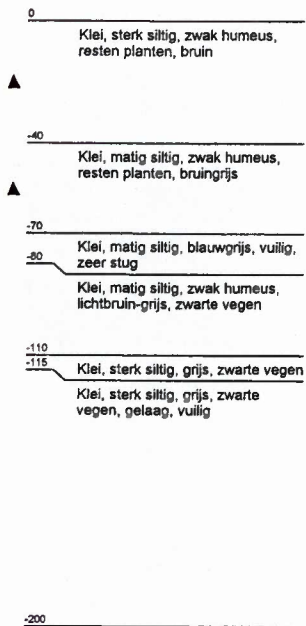 0
Klei, sterk siltig, zwak humeus,
resten planten, bruin
-40
Klei, matig siltig, zwak humeus,
resten planten, bruingrijs
-70
Klei, matig siltig, blauwgrijs, vuilig,
zeer stug
-80
Klei, matig siltig, zwak humeus,
lichtbruin-grijs, zwarte vegen
-110
-115
Klei, sterk siltig, grijs, zwarte vegen
Klei, sterk siltig, grijs, zwarte
vegen, gelaag, vuilig
-200